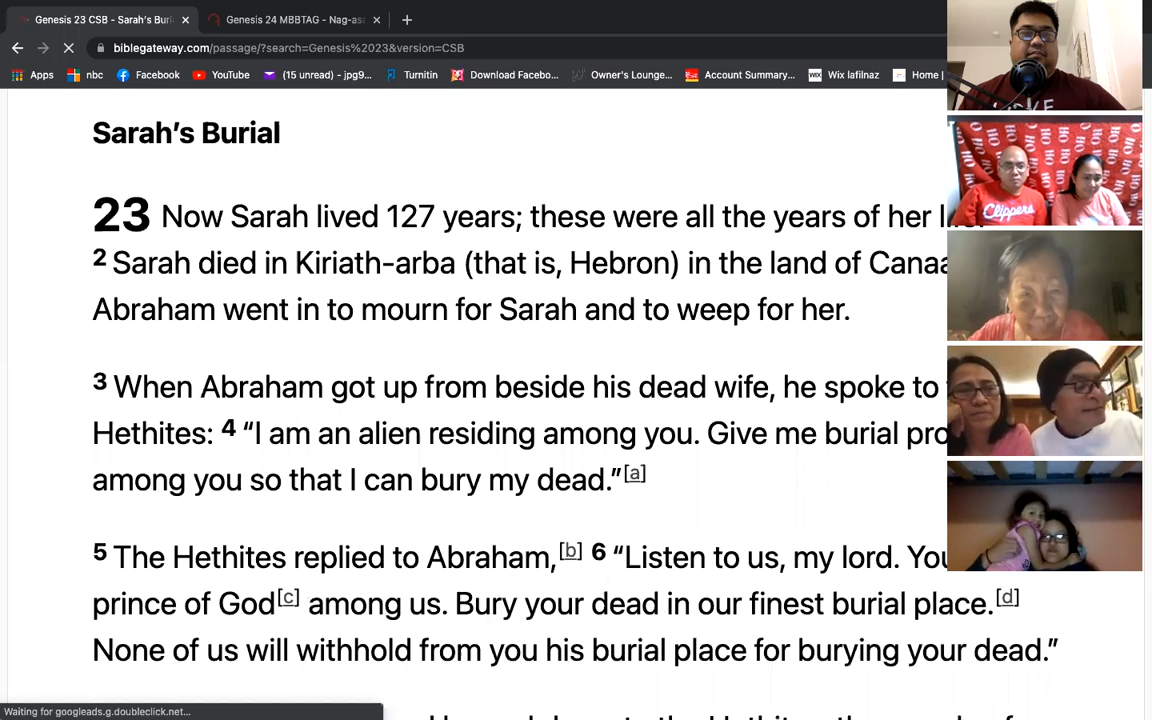 Genesis 23 CSB - Sarah's Buri
Genesis 24 MBBTAG - Nag-asa
biblegateway.com/passage/?search=Genesis%2023&version=CSB
Apps nbc Facebook YouTube (15 unread) - jpg9... Turnitin Download Facebo... Owner's Lounge... Account Summary... WIX Wix lafilnaz Home |
Sarah's Burial
23 Now Sarah lived 127 years; these were all the years of her
2 Sarah died in Kiriath-arba (that is, Hebron) in the land of Canaa
Abraham went in to mourn for Sarah and to weep for her.
3 When Abraham got up from beside his dead wife, he spoke to
Hethites: 4 “I am an alien residing among you. Give me burial pro
among you so that I can bury my dead.”[a]
5 The Hethites replied to Abraham,[b] 6 “Listen to us, my lord. You
prince of God[c] among us. Bury your dead in our finest burial place.[d]
None of us will withhold from you his burial place for burying your dead.”
Waiting for googleads.g.doubleclick.net...
Clippers
HO HO HO